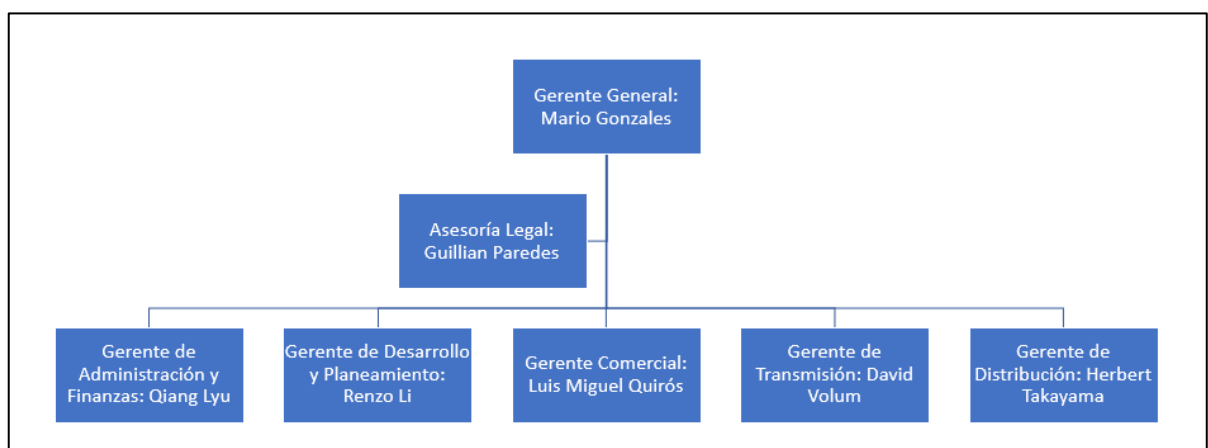 Gerente General:
Mario Gonzales
Asesoría Legal:
Guillian Paredes
Gerente de
Administración y
Finanzas: Qiang Lyu
Gerente de Desarrollo
y Planeamiento:
Renzo Li
Gerente Comercial:
Luis Miguel Quirós
Gerente de
Transmisión: David
Volum
Gerente de
Distribución: Herbert
Takayama